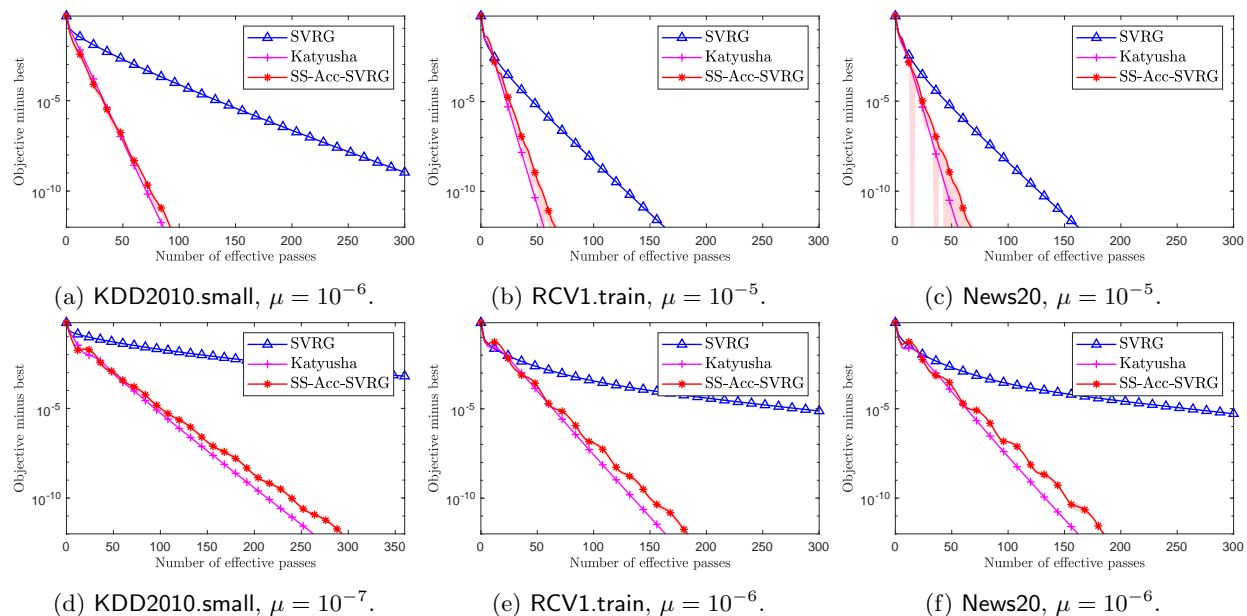 SVRG
Katyusha
SS-Acc-SVRG
Objective minus best
10^{-5}
10^{-10}
0 50 100 150 200 250 300
Number of effective passes
(a) KDD2010.small, μ = 10^{-6}.
SVRG
Katyusha
SS-Acc-SVRG
Objective minus best
10^{-5}
10^{-10}
0 50 100 150 200 250 300
Number of effective passes
(b) RCV1.train, μ = 10^{-5}.
SVRG
Katyusha
SS-Acc-SVRG
Objective minus best
10^{-5}
10^{-10}
0 50 100 150 200 250 300
Number of effective passes
(c) News20, μ = 10^{-5}.
SVRG
Katyusha
SS-Acc-SVRG
Objective minus best
10^{-5}
10^{-10}
0 50 100 150 200 250 300 350
Number of effective passes
(d) KDD2010.small, μ = 10^{-7}.
SVRG
Katyusha
SS-Acc-SVRG
Objective minus best
10^{-5}
10^{-10}
0 50 100 150 200 250 300
Number of effective passes
(e) RCV1.train, μ = 10^{-6}.
SVRG
Katyusha
SS-Acc-SVRG
Objective minus best
10^{-5}
10^{-10}
0 50 100 150 200 250 300
Number of effective passes
(f) News20, μ = 10^{-6}.